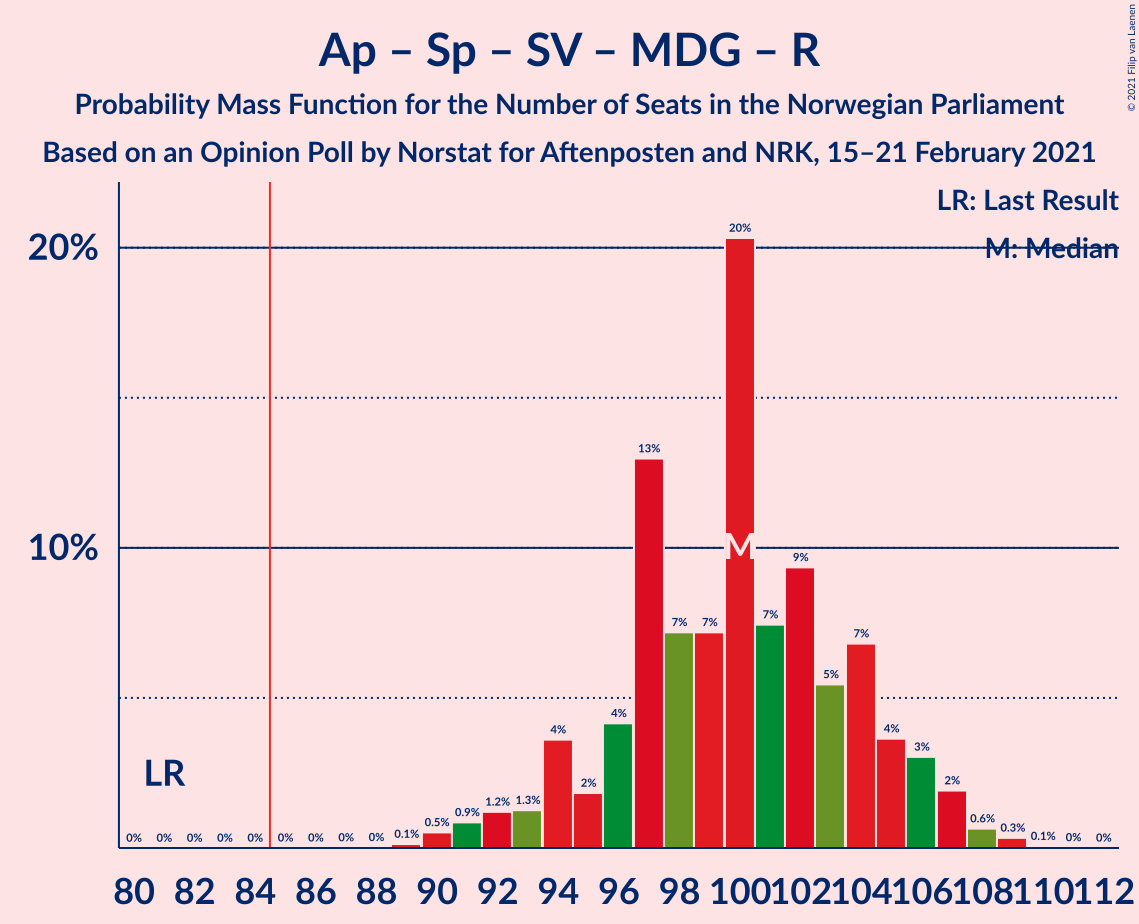 Ap – Sp – SV – MDG – R
Probability Mass Function for the Number of Seats in the Norwegian Parliament
Based on an Opinion Poll by Norstat for Aftenposten and NRK, 15–21 February 2021
© 2021 Filip van Laenen
LR: Last Result
M: Median
20%
10%
LR
M
0% 0% 0% 0% 0% 0% 0% 0% 0% 0.1% 0.5% 0.9% 1.2% 1.3% 4% 2% 4% 13% 7% 7% 20% 7% 9% 5% 7% 4% 3% 2% 0.6% 0.3% 0.1% 0% 0%
80 82 84 86 88 90 92 94 96 98 100 102 104 106 108 110 112